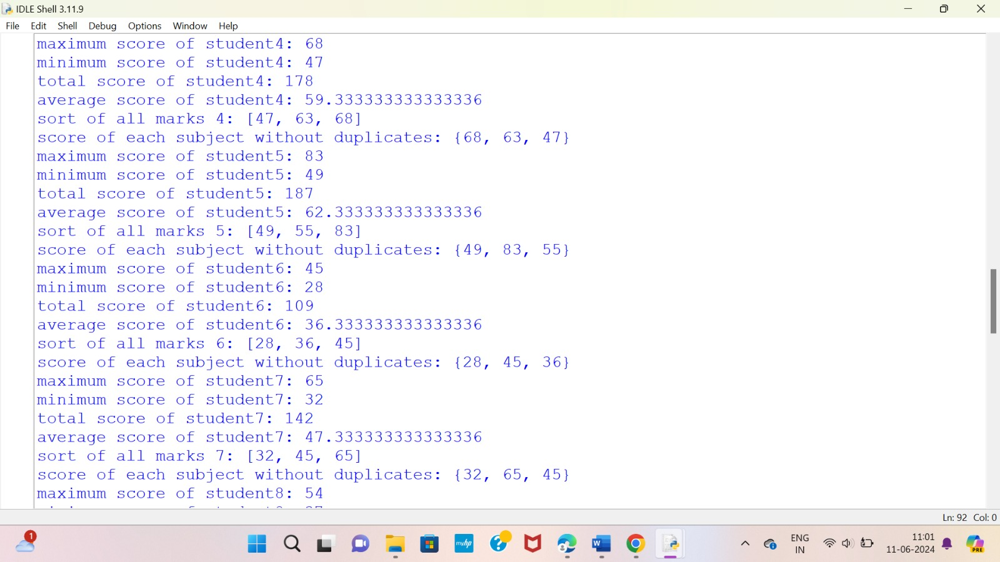 IDLE Shell 3.11.9
File Edit Shell Debug Options Window Help
maximum score of student4: 68
minimum score of student4: 47
total score of student4: 178
average score of student4: 59.333333333333336
sort of all marks 4: [47, 63, 68]
score of each subject without duplicates: {68, 63, 47}
maximum score of student5: 83
minimum score of student5: 49
total score of student5: 187
average score of student5: 62.333333333333336
sort of all marks 5: [49, 55, 83]
score of each subject without duplicates: {49, 83, 55}
maximum score of student6: 45
minimum score of student6: 28
total score of student6: 109
average score of student6: 36.333333333333336
sort of all marks 6: [28, 36, 45]
score of each subject without duplicates: {28, 45, 36}
maximum score of student7: 65
minimum score of student7: 32
total score of student7: 142
average score of student7: 47.333333333333336
sort of all marks 7: [32, 45, 65]
score of each subject without duplicates: {32, 65, 45}
maximum score of student8: 54
Ln: 92 Col: 0
1
myhp
W
ENG
IN
11:01
11-06-2024
PRE